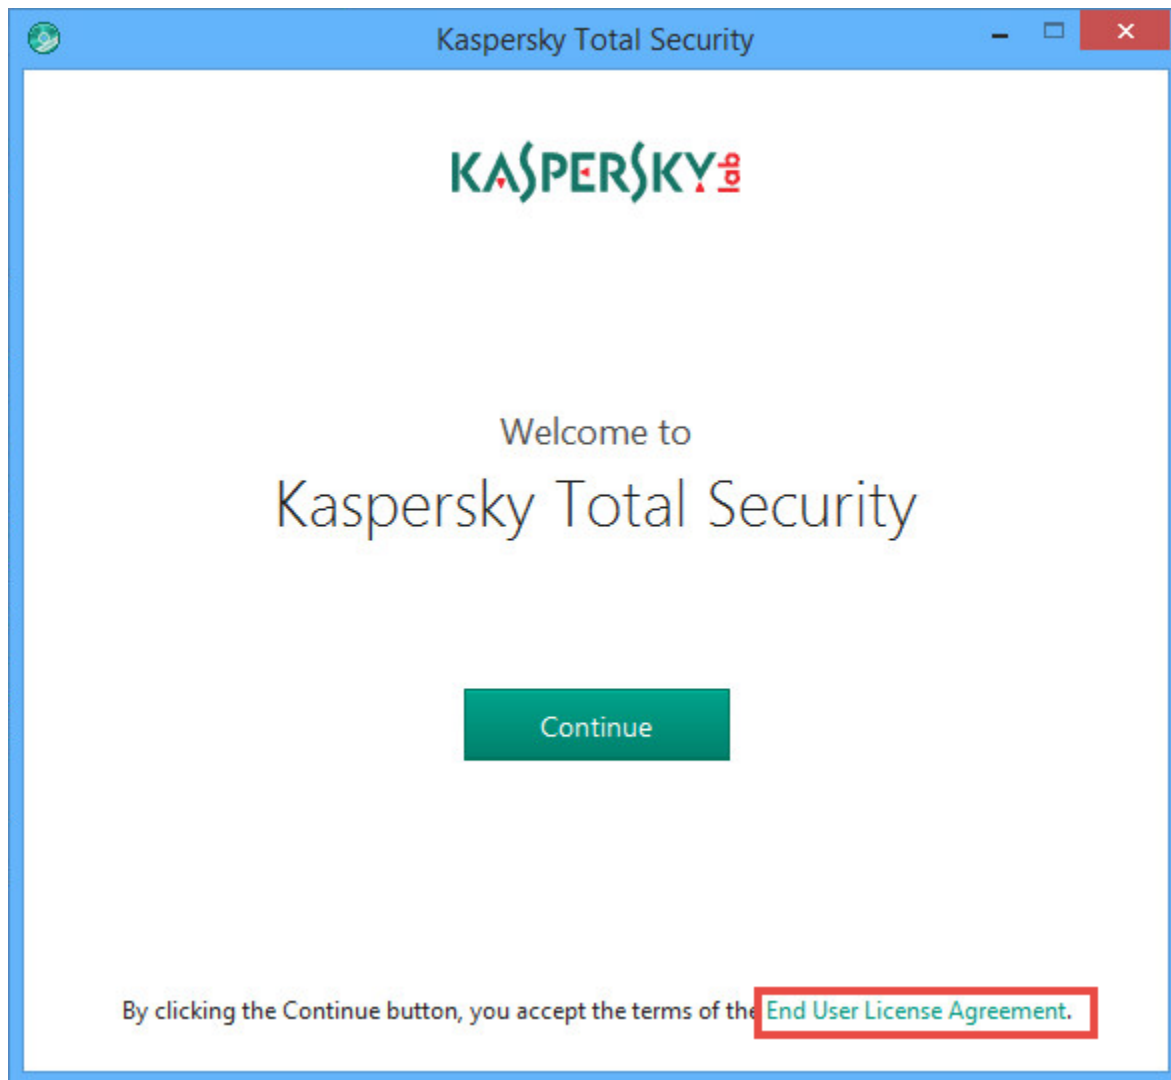 Kaspersky Total Security
KASPERSKY lab
Welcome to
Kaspersky Total Security
Continue
By clicking the Continue button, you accept the terms of the End User License Agreement.